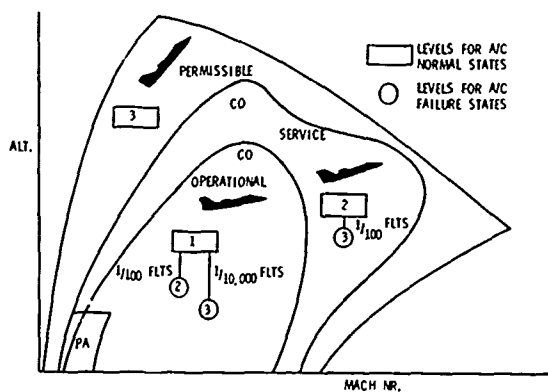 LEVELS FOR A/C
NORMAL STATES
LEVELS FOR A/C
FAILURE STATES
PERMISSIBLE
3
CO
SERVICE
ALT.
CO
OPERATIONAL
2
1/100 FLTS
3
1
1/100 FLTS
1/10,000 FLTS
2
3
PA
MACH NR.